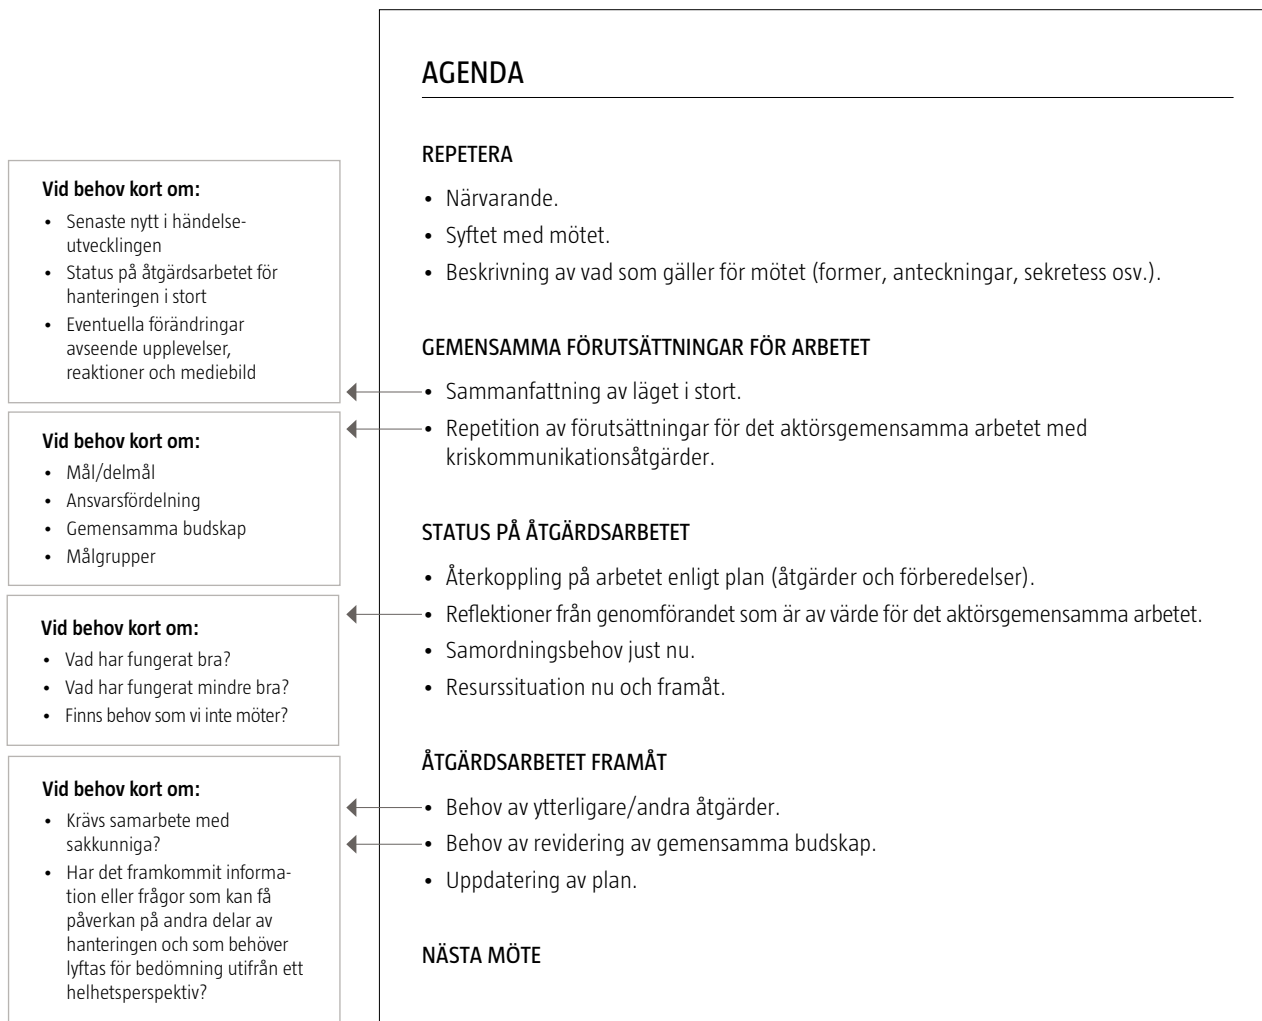 AGENDA
REPETERA
• Närvarande.
• Syftet med mötet.
• Beskrivning av vad som gäller för mötet (former, anteckningar, sekretess osv.).
GEMENSAMMA FÖRUTSÄTTNINGAR FÖR ARBETET
• Sammanfattning av läget i stort.
• Repetition av förutsättningar för det aktörsgemensamma arbetet med
kriskommunikationsåtgärder.
STATUS PÅ ÅTGÄRDSARBETET
• Återkoppling på arbetet enligt plan (åtgärder och förberedelser).
• Reflektioner från genomförandet som är av värde för det aktörsgemensamma arbetet.
• Samordningsbehov just nu.
• Resurssituation nu och framåt.
ÅTGÄRDSARBETET FRAMÅT
• Behov av ytterligare/andra åtgärder.
• Behov av revidering av gemensamma budskap.
• Uppdatering av plan.
NÄSTA MÖTE
Vid behov kort om:
• Senaste nytt i händelse-
utvecklingen
• Status på åtgärdsarbetet för
hanteringen i stort
• Eventuella förändringar
avseende upplevelser,
reaktioner och mediebild
Vid behov kort om:
• Mål/delmål
• Ansvarsfördelning
• Gemensamma budskap
• Målgrupper
Vid behov kort om:
• Vad har fungerat bra?
• Vad har fungerat mindre bra?
• Finns behov som vi inte möter?
Vid behov kort om:
• Krävs samarbete med
sakkunniga?
• Har det framkommit informa-
tion eller frågor som kan få
påverkan på andra delar av
hanteringen och som behöver
lyftas för bedömning utifrån ett
helhetsperspektiv?